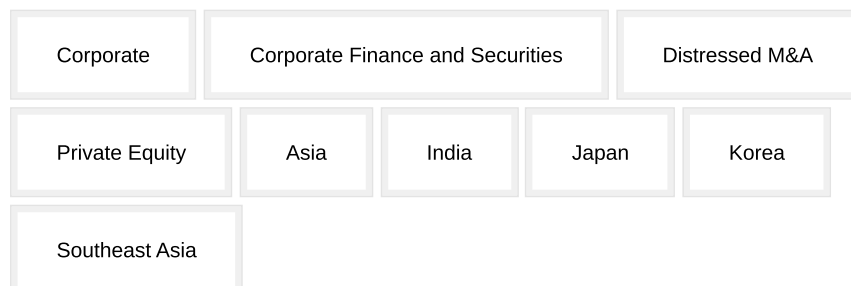 Corporate Corporate Finance and Securities Distressed M&A
Private Equity Asia India Japan Korea
Southeast Asia